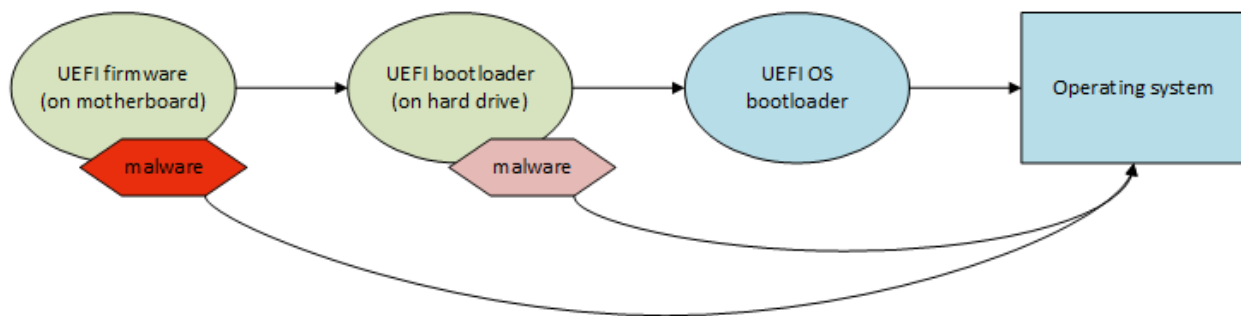 UEFI firmware
(on motherboard)
UEFI bootloader
(on hard drive)
UEFI OS
bootloader
Operating system
malware
malware